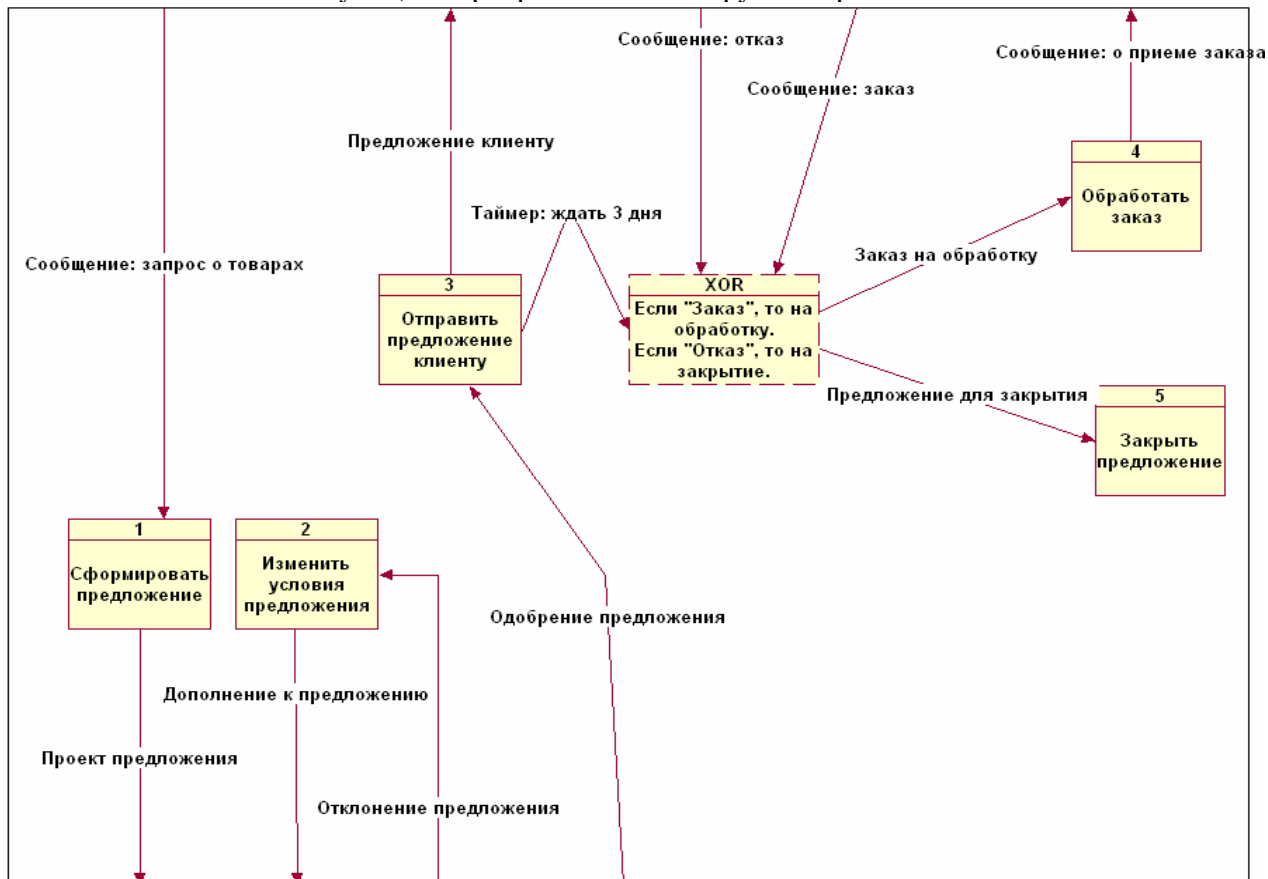 Сообщение: отказ
Сообщение: о приеме заказа
Сообщение: заказ
Предложение клиенту
4
Обработать
заказ
Таймер: ждать 3 дня
Заказ на обработку
Сообщение: запрос о товарах
3
Отправить
предложение
клиенту
XOR
Если "Заказ", то на
обработку.
Если "Отказ", то на
закрытие.
Предложение для закрытия
5
Закрыть
предложение
1
Сформировать
предложение
2
Изменить
условия
предложения
Одобрение предложения
Дополнение к предложению
Проект предложения
Отклонение предложения